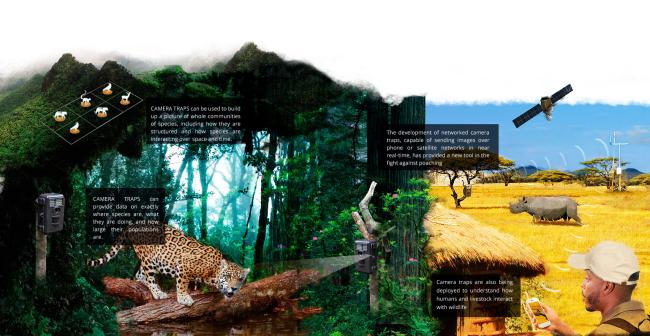 CAMERA TRAPS can be used to build
up a picture of whole communities
of species, including how they are
structured and how species are
interacting over space and time.
The development of networked camera
traps, capable of sending images over
phone or satellite networks in near
real-time, has provided a new tool in the
fight against poaching
CAMERA TRAPS can
provide data on exactly
where species are, what
they are doing, and how
large their populations
are.
Camera traps are also being
deployed to understand how
humans and livestock interact
with wildlife